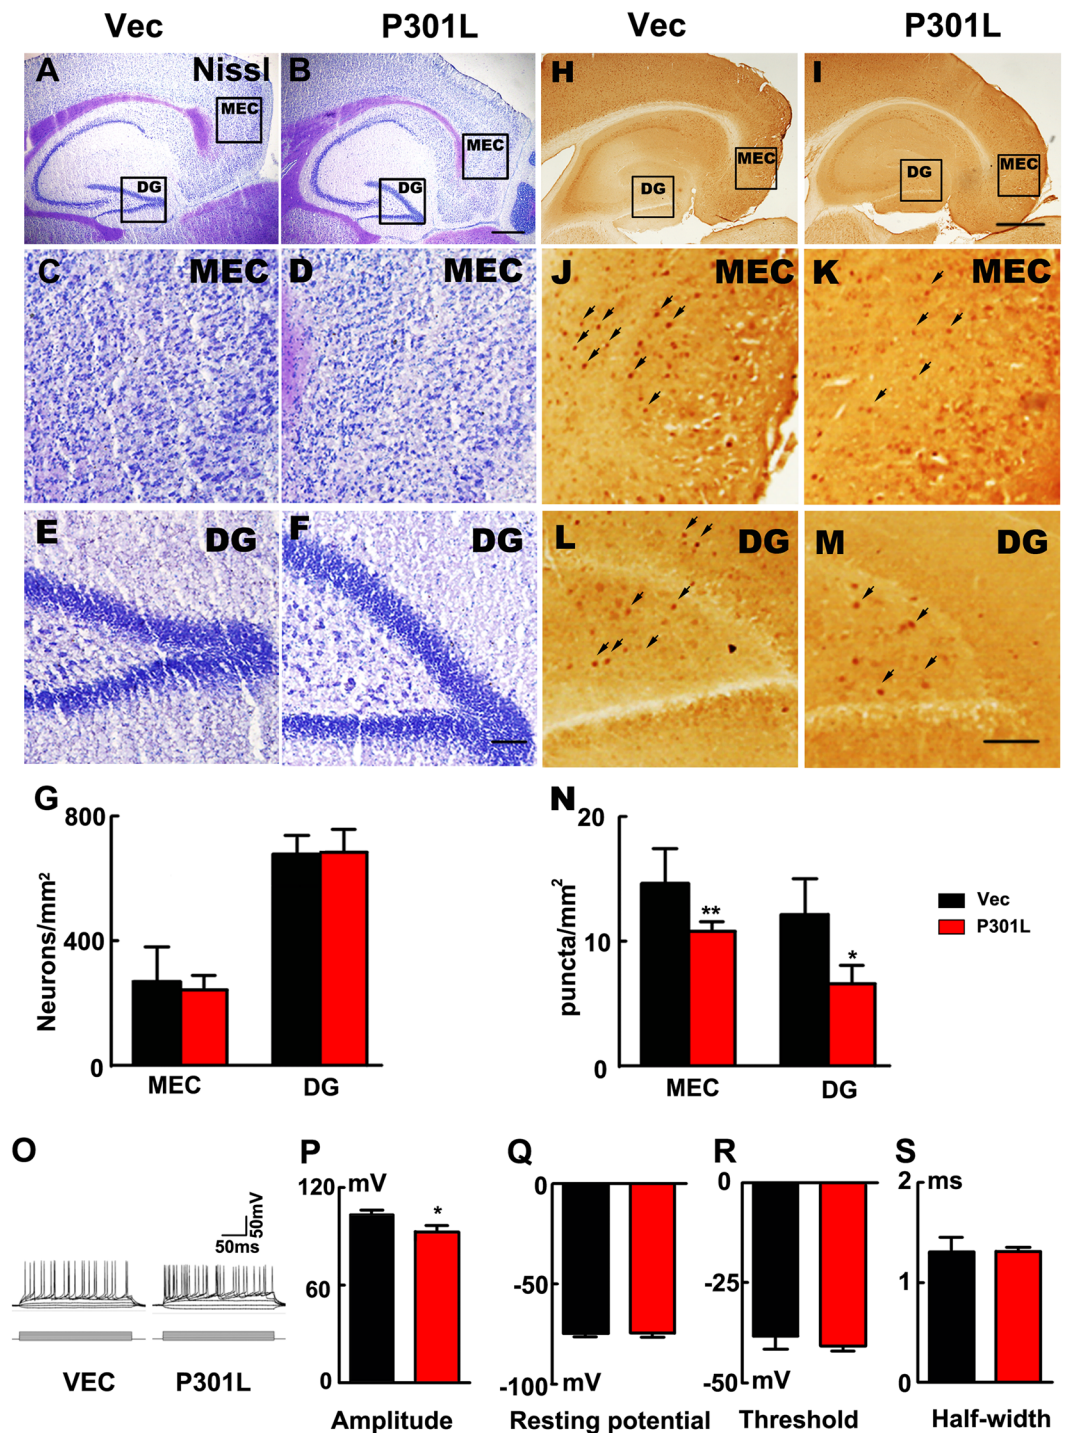 Vec P301L Vec P301L
A Nissl B H I
MEC MEC MEC MEC
DG DG DG DG
C MEC D MEC J MEC K MEC
E DG F DG L DG M DG
G N
800 20
400 10
0 0
Neurons/mm²
puncta/mm²
** *
Vec
P301L
MEC DG MEC DG
O P Q R S
120 mV 0 0 2 ms
50mV
50ms
*
60 -50 -25 1
0 -100 mV -50 mV 0
VEC P301L
Amplitude Resting potential Threshold Half-width